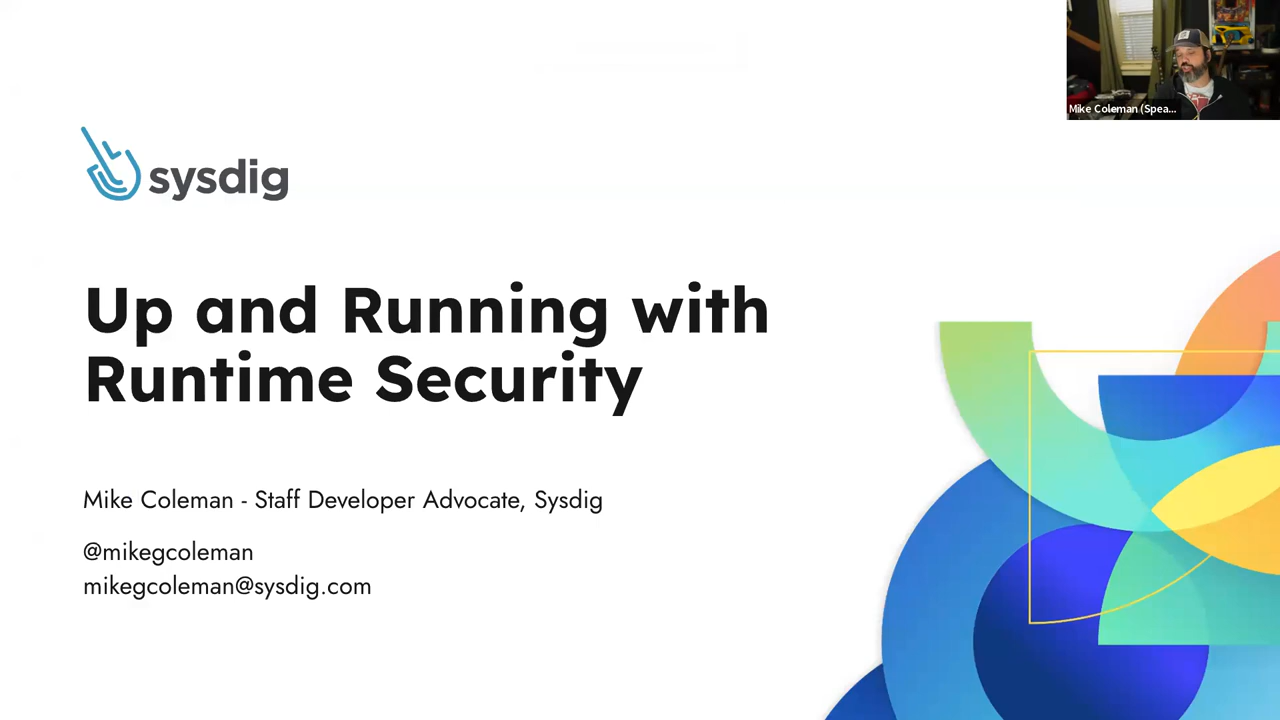 Mike Coleman (Spea...
sysdig
Up and Running with
Runtime Security
Mike Coleman - Staff Developer Advocate, Sysdig
@mikegcoleman
mikegcoleman@sysdig.com